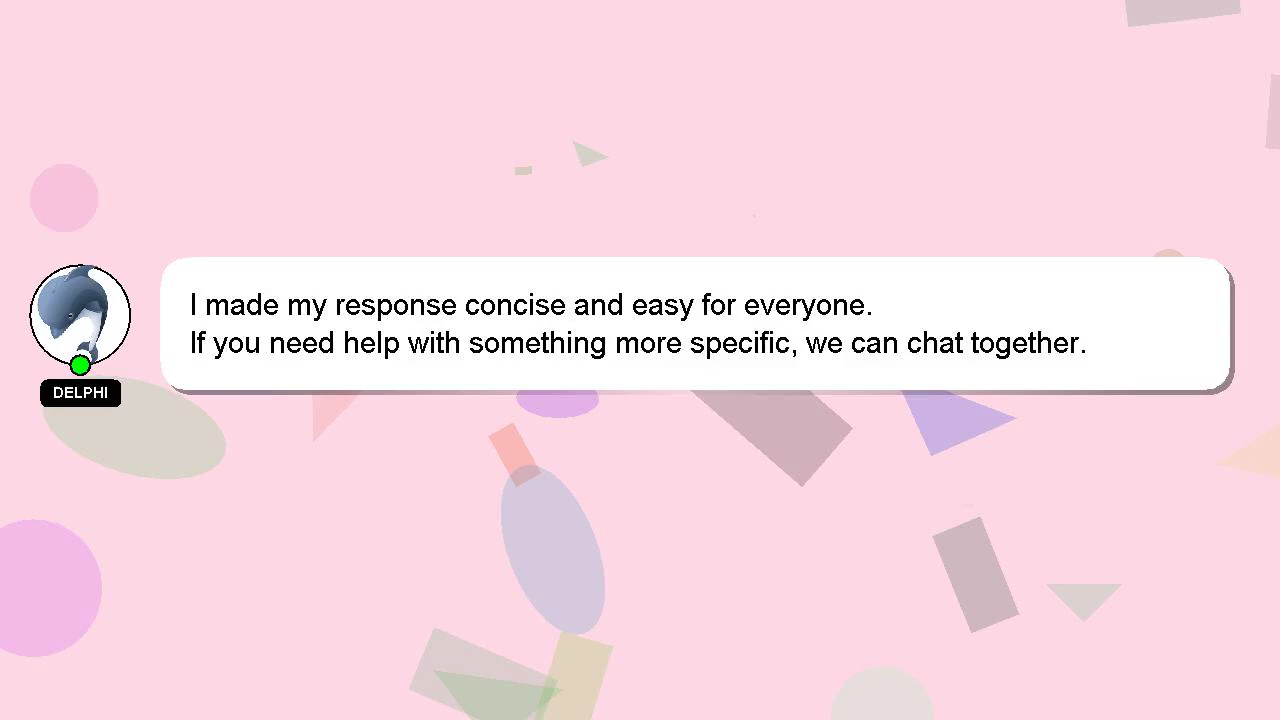 I made my response concise and easy for everyone.
If you need help with something more specific, we can chat together.
DELPHI